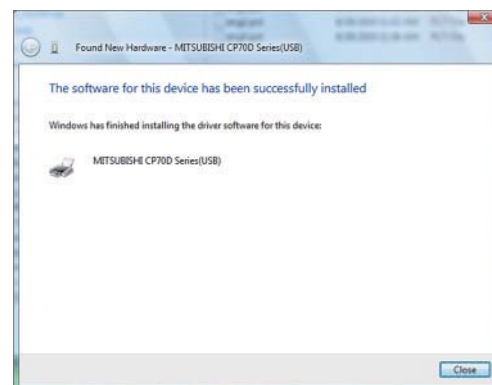 Found New Hardware - MITSUBISHI CP70D Series(USB)
The software for this device has been successfully installed
Windows has finished installing the driver software for this device:
MITSUBISHI CP70D Series(USB)
Close